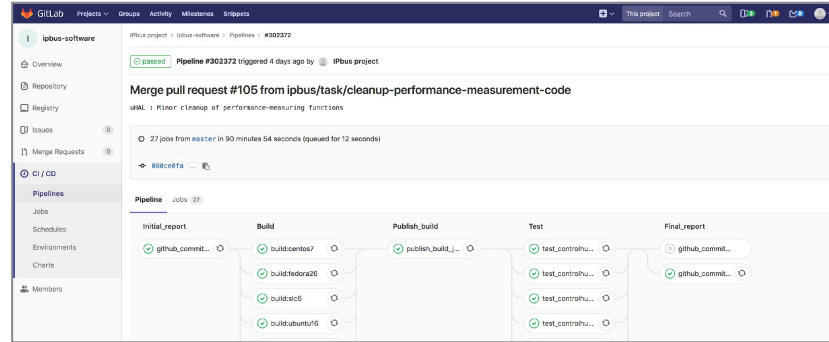 GitLab Projects Groups Activity Milestones Snippets This project Search
I ipbus-software
IPbus project > ipbus-software > Pipelines > #302372
Overview
passed Pipeline #302372 triggered 4 days ago by IPbus project
Repository
Merge pull request #105 from ipbus/task/cleanup-performance-measurement-code
Registry
uHAL : Minor cleanup of performance-measuring functions
Issues 0
27 jobs from master in 90 minutes 54 seconds (queued for 12 seconds)
Merge Requests 0
CI / CD
...
Pipelines
Pipeline Jobs 27
Jobs
Schedules
Initial_report Build Publish_build Test Final_report
Environments
github_commit... build:centos7 publish_build_j... test_controlhu... github_commit...
Charts
build:fedora26 test_controlhu... github_commit...
Members
build:slc6 test_controlhu...
build:ubuntu16 test_controlhu...